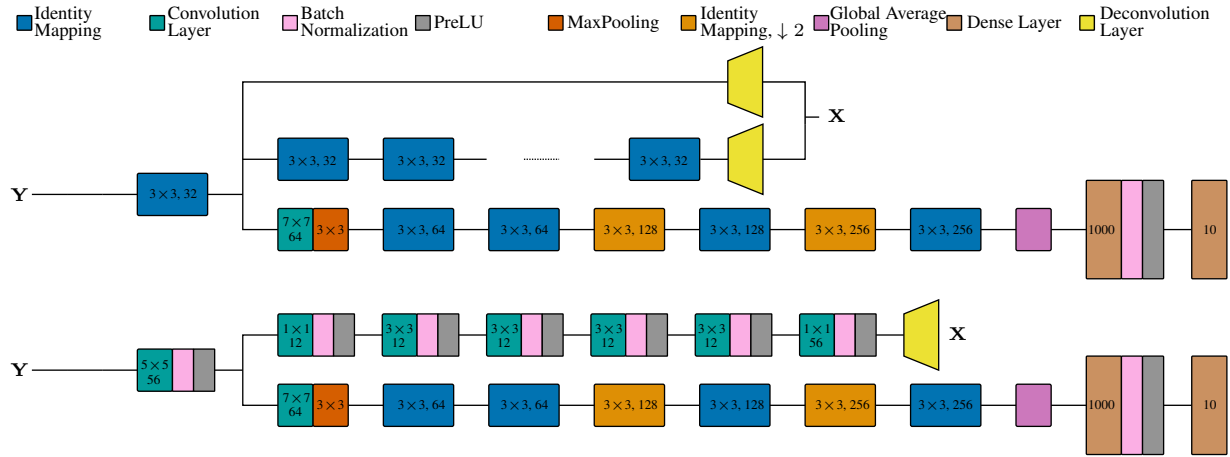 Identity Mapping
Convolution Layer
Batch Normalization
PreLU
MaxPooling
Identity Mapping, ↓ 2
Global Average Pooling
Dense Layer
Deconvolution Layer
X
3 × 3, 32
3 × 3, 32
3 × 3, 32
Y
3 × 3, 32
7 × 7
64
3 × 3
3 × 3, 64
3 × 3, 64
3 × 3, 128
3 × 3, 128
3 × 3, 256
3 × 3, 256
1000
10
1 × 1
12
3 × 3
12
3 × 3
12
3 × 3
12
3 × 3
12
1 × 1
56
X
Y
5 × 5
56
7 × 7
64
3 × 3
3 × 3, 64
3 × 3, 64
3 × 3, 128
3 × 3, 128
3 × 3, 256
3 × 3, 256
1000
10